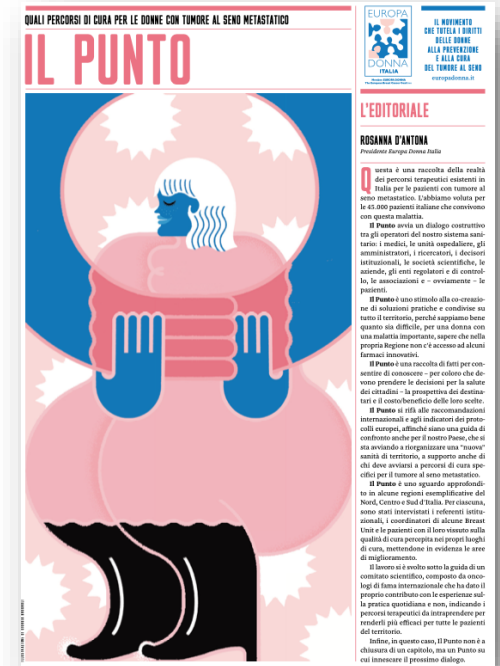 QUALI PERCORSI DI CURA PER LE DONNE CON TUMORE AL SENO METASTATICO
IL PUNTO
EUROPA
DONNA
ITALIA
IL MOVIMENTO
CHE TUTELA I DIRITTI
DELLE DONNE
ALLA PREVENZIONE
E ALLA CURA
DEL TUMORE AL SENO
europadonna.it
L'EDITORIALE
ROSANNA D'ANTONA
Presidente Europa Donna Italia
Questa è una raccolta della realtà
dei percorsi terapeutici esistenti in
Italia per le pazienti con tumore al
seno metastatico. L'abbiamo voluta per
le 45.000 pazienti italiane che convivono
con questa malattia.
Il Punto avvia un dialogo costruttivo
tra gli operatori del nostro sistema sani-
tario: i medici, le unità ospedaliere, gli
amministratori, i ricercatori, i decisori
istituzionali, le società scientifiche, le
aziende, gli enti regolatori e di control-
lo, le associazioni e – ovviamente – le
pazienti.
Il Punto è uno stimolo alla co-creazio-
ne di soluzioni pratiche e condivise su
tutto il territorio, perché sappiamo bene
quanto sia difficile, per una donna con
una malattia importante, sapere che nella
propria Regione non c'è accesso ad alcuni
farmaci innovativi.
Il Punto è una raccolta di fatti per con-
sentire di conoscere – per coloro che de-
vono prendere le decisioni per la salute
dei cittadini – la prospettiva dei destina-
tari e il costo/beneficio delle loro scelte.
Il Punto si rifà alle raccomandazioni
internazionali e agli indicatori dei proto-
colli europei, affinché siano una guida di
confronto anche per il nostro Paese, che si
sta avviando a riorganizzare una "nuova"
sanità di territorio, a supporto anche di
chi deve avviarsi a percorsi di cura spe-
cifici per il tumore al seno metastatico.
Il Punto è uno sguardo approfondi-
to in alcune regioni esemplificative del
Nord, Centro e Sud d'Italia. Per ciascuna,
sono stati intervistati i referenti istitu-
zionali, i coordinatori di alcune Breast
Unit e le pazienti con il loro vissuto sulla
qualità di cura percepita nei propri luoghi
di cura, mettendone in evidenza le aree
di miglioramento.
Il lavoro si è svolto sotto la guida di un
comitato scientifico, composto da onco-
logi di fama internazionale che ha dato il
proprio contributo con le esperienze sul-
la pratica quotidiana e non, indicando i
percorsi terapeutici da intraprendere per
renderli più efficaci per tutte le pazienti
del territorio.
Infine, in questo caso, Il Punto non è a
chiusura di un capitolo, ma un Punto su
cui innescare il prossimo dialogo.